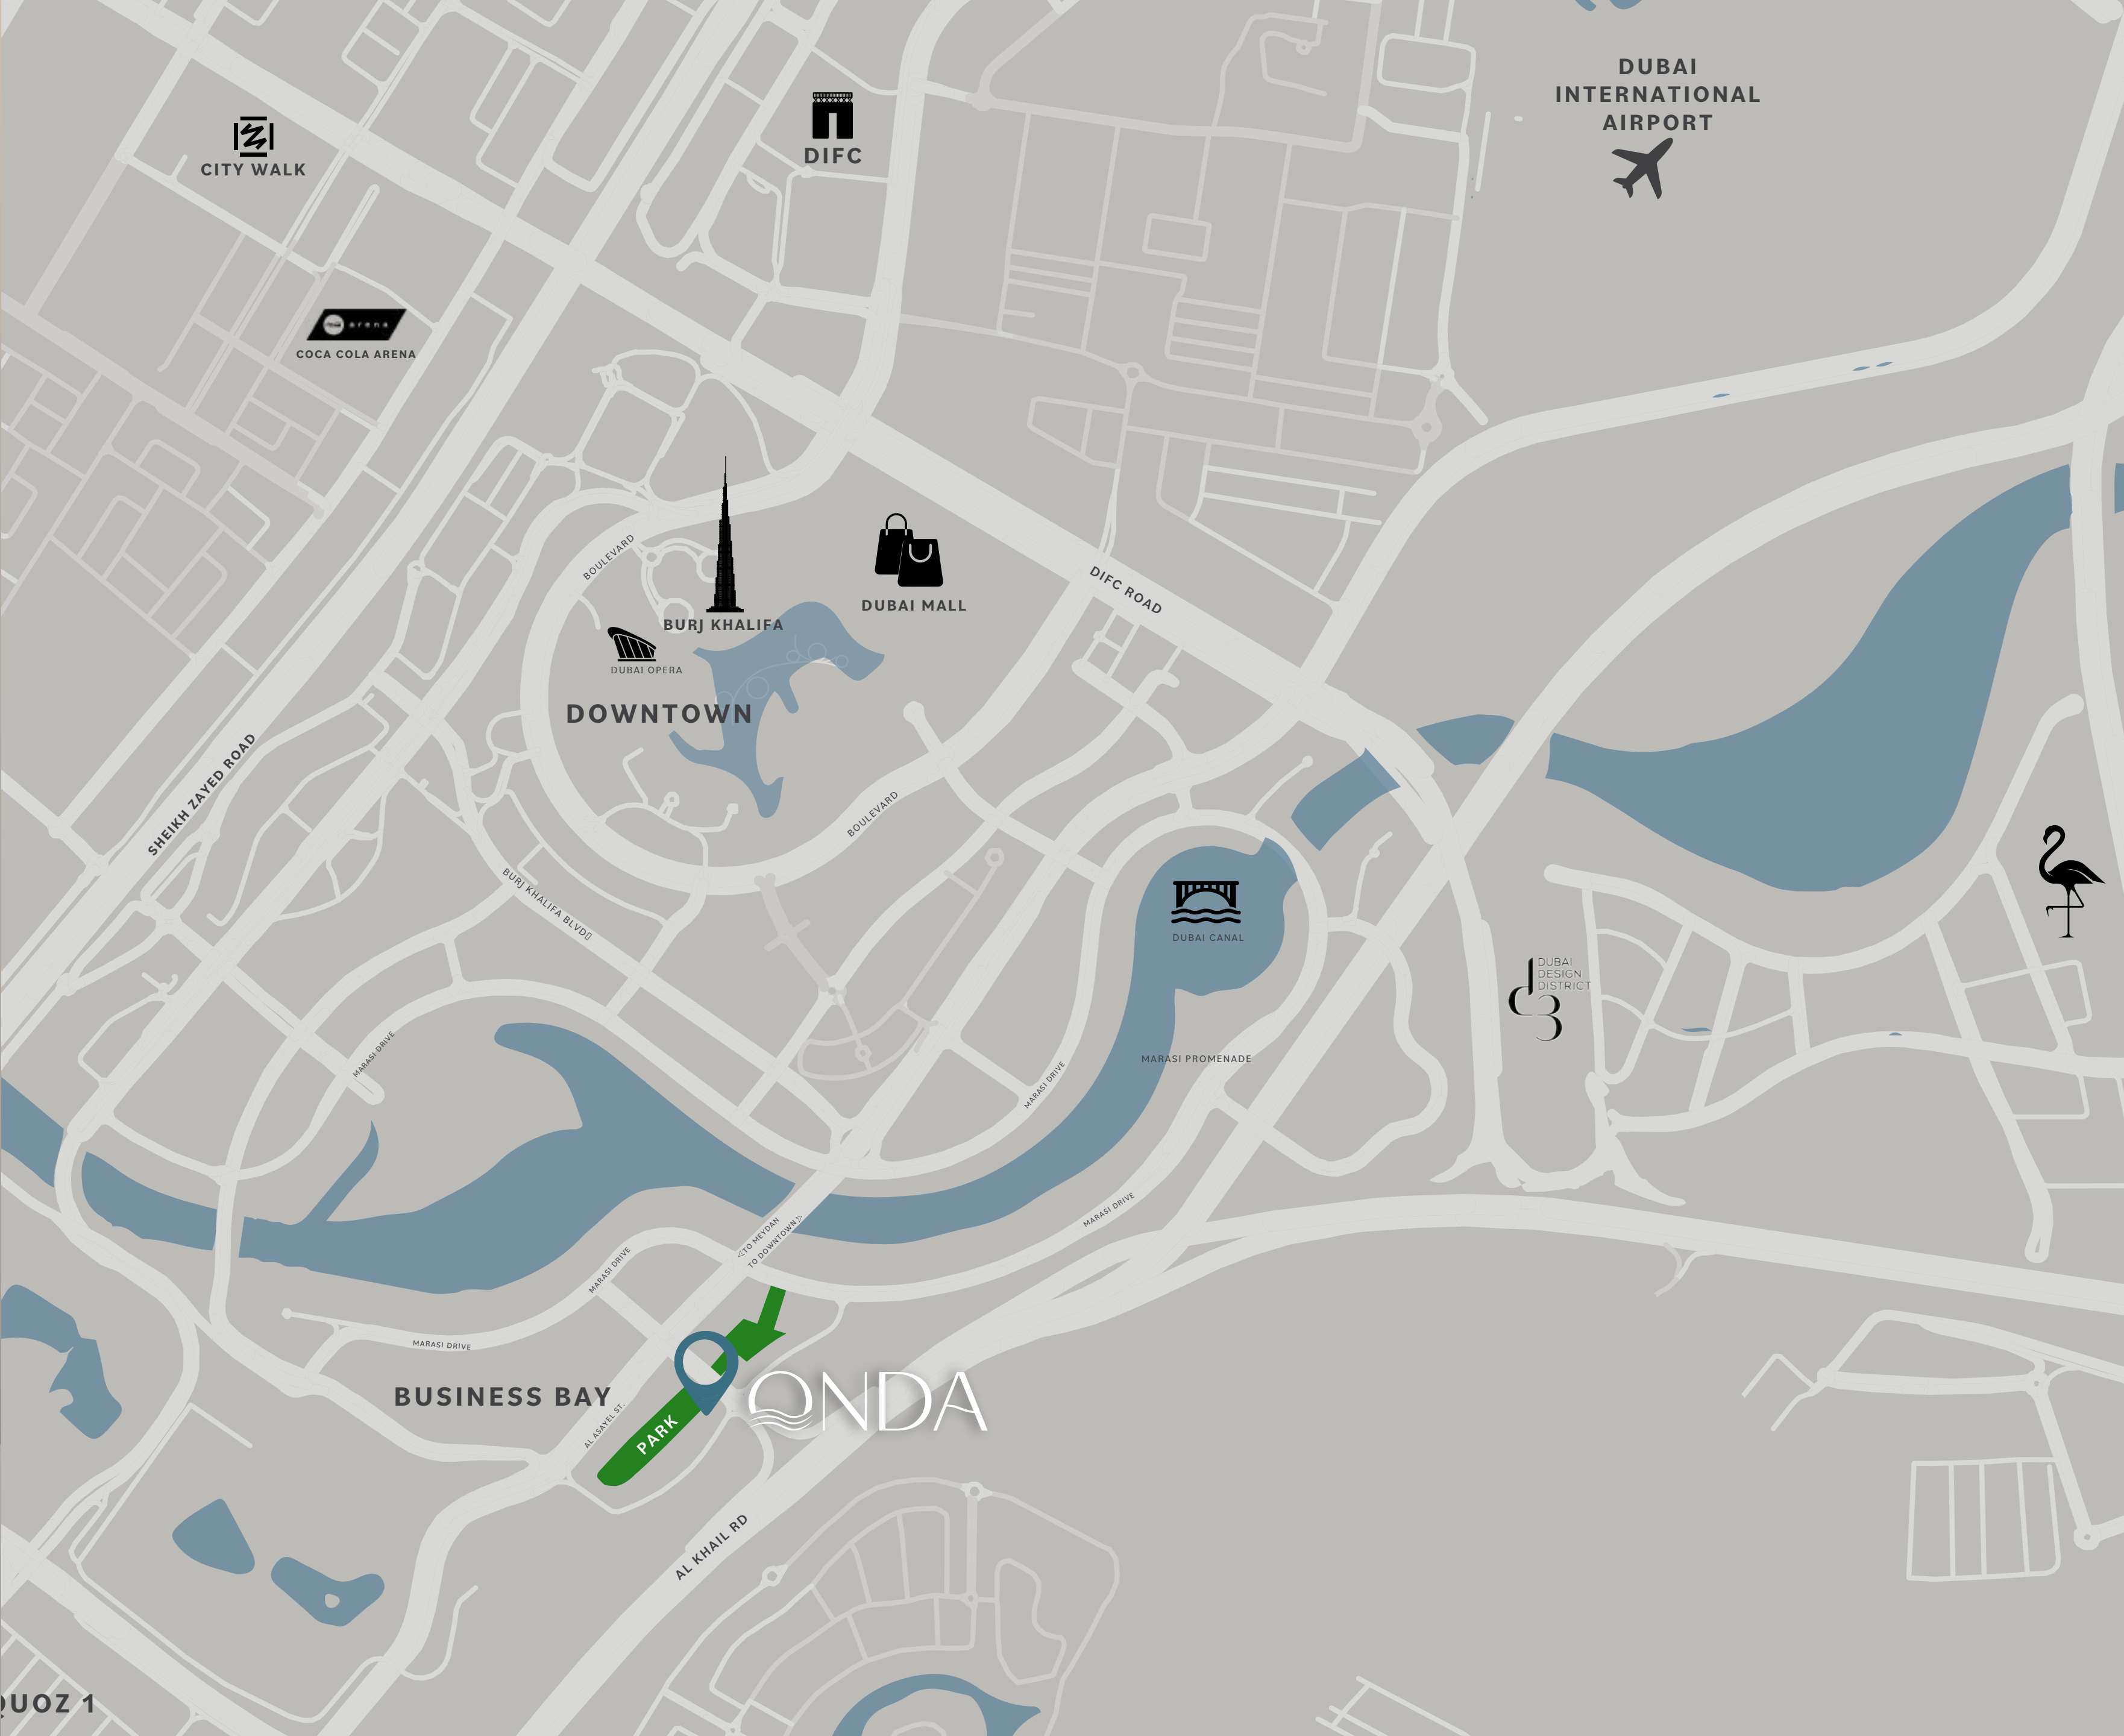 DUBAI
INTERNATIONAL
AIRPORT
CITY WALK
DIFC
arena
COCA COLA ARENA
BOULEVARD
DIFC ROAD
DUBAI MALL
BURJ KHALIFA
DUBAI OPERA
DOWNTOWN
SHEIKH ZAYED ROAD
BOULEVARD
BURJ KHALIFA BLVD
DUBAI CANAL
DUBAI
DESIGN
DISTRICT
d3
MARASI DRIVE
MARASI PROMENADE
MARASI DRIVE
MARASI DRIVE
TO MEYDAN
TO DOWNTOWN
MARASI DRIVE
MARASI DRIVE
BUSINESS BAY
AL ASAYEL ST.
PARK
ONDA
AL KHAIL RD
QUOZ 1